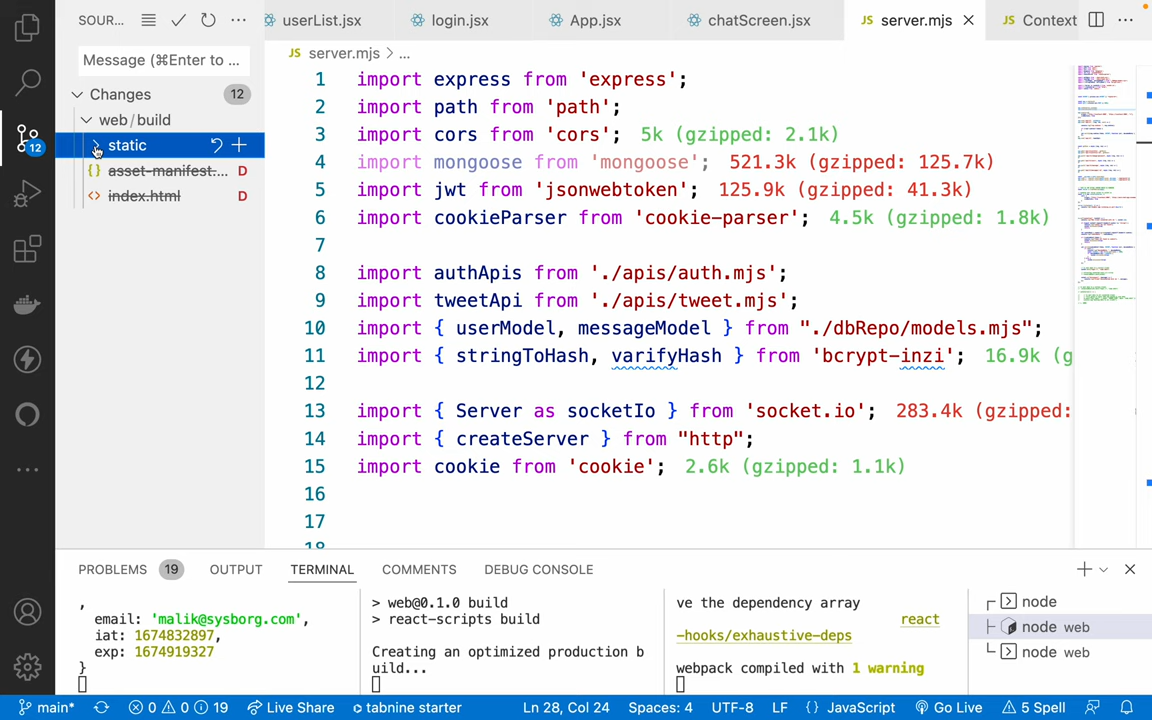 SOUR...
userList.jsx
login.jsx
App.jsx
chatScreen.jsx
JS server.mjs
JS Context
Message (⌘Enter to ...
JS server.mjs > ...
Changes 12
web/build
static
{} asset-manifest.... D
<> index.html D
12
1 import express from 'express';
2 import path from 'path';
3 import cors from 'cors'; 5k (gzipped: 2.1k)
4 import mongoose from 'mongoose'; 521.3k (gzipped: 125.7k)
5 import jwt from 'jsonwebtoken'; 125.9k (gzipped: 41.3k)
6 import cookieParser from 'cookie-parser'; 4.5k (gzipped: 1.8k)
7
8 import authApis from './apis/auth.mjs';
9 import tweetApi from './apis/tweet.mjs';
10 import { userModel, messageModel } from "./dbRepo/models.mjs";
11 import { stringToHash, varifyHash } from 'bcrypt-inzi'; 16.9k (g
12
13 import { Server as socketIo } from 'socket.io'; 283.4k (gzipped:
14 import { createServer } from "http";
15 import cookie from 'cookie'; 2.6k (gzipped: 1.1k)
16
17
18
PROBLEMS 19 OUTPUT TERMINAL COMMENTS DEBUG CONSOLE
,
email: 'malik@sysborg.com',
iat: 1674832897,
exp: 1674919327
}
> web@0.1.0 build
> react-scripts build
Creating an optimized production b
uild...
ve the dependency array
react
-hooks/exhaustive-deps
webpack compiled with 1 warning
node
node web
node web
main* 0 0 19 Live Share tabnine starter Ln 28, Col 24 Spaces: 4 UTF-8 LF {} JavaScript Go Live 5 Spell